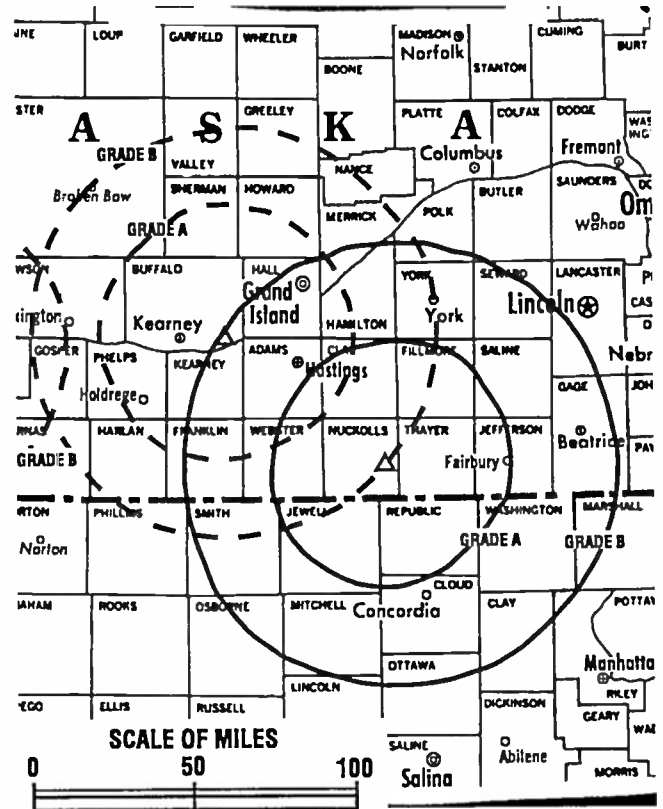 LOUP
GARFIELD
WHEELER
MADISON
Norfolk
CUMING
BURT
BOONE
STANTON
GREELEY
PLATTE
COLFAX
DODGE
A S K A
GRADE B
VALLEY
NANCE
Columbus
Fremont
Broken Bow
SHERMAN
HOWARD
BUTLER
SAUNDERS
MERRICK
POLK
Wahoo
GRADE A
BUFFALO
HALL
YORK
SEWARD
LANCASTER
Grand
Island
Lincoln
Kearney
HAMILTON
York
GOSPER
PHELPS
KEARNEY
ADAMS
CLAY
FILLMORE
SALINE
Hastings
GAGE
Holdrege
HARLAN
FRANKLIN
WEBSTER
NUCKOLLS
THAYER
JEFFERSON
Beatrice
GRADE B
Fairbury
PHILLIPS
SMITH
JEWELL
REPUBLIC
WASHINGTON
MARSHALL
Norton
GRADE A
GRADE B
CLOUD
ROOKS
OSBORNE
MITCHELL
Concordia
CLAY
OTTAWA
LINCOLN
RILEY
ELLIS
RUSSELL
DICKINSON
GEARY
SCALE OF MILES
SALINE
Abilene
0 50 100
Salina
MORRIS